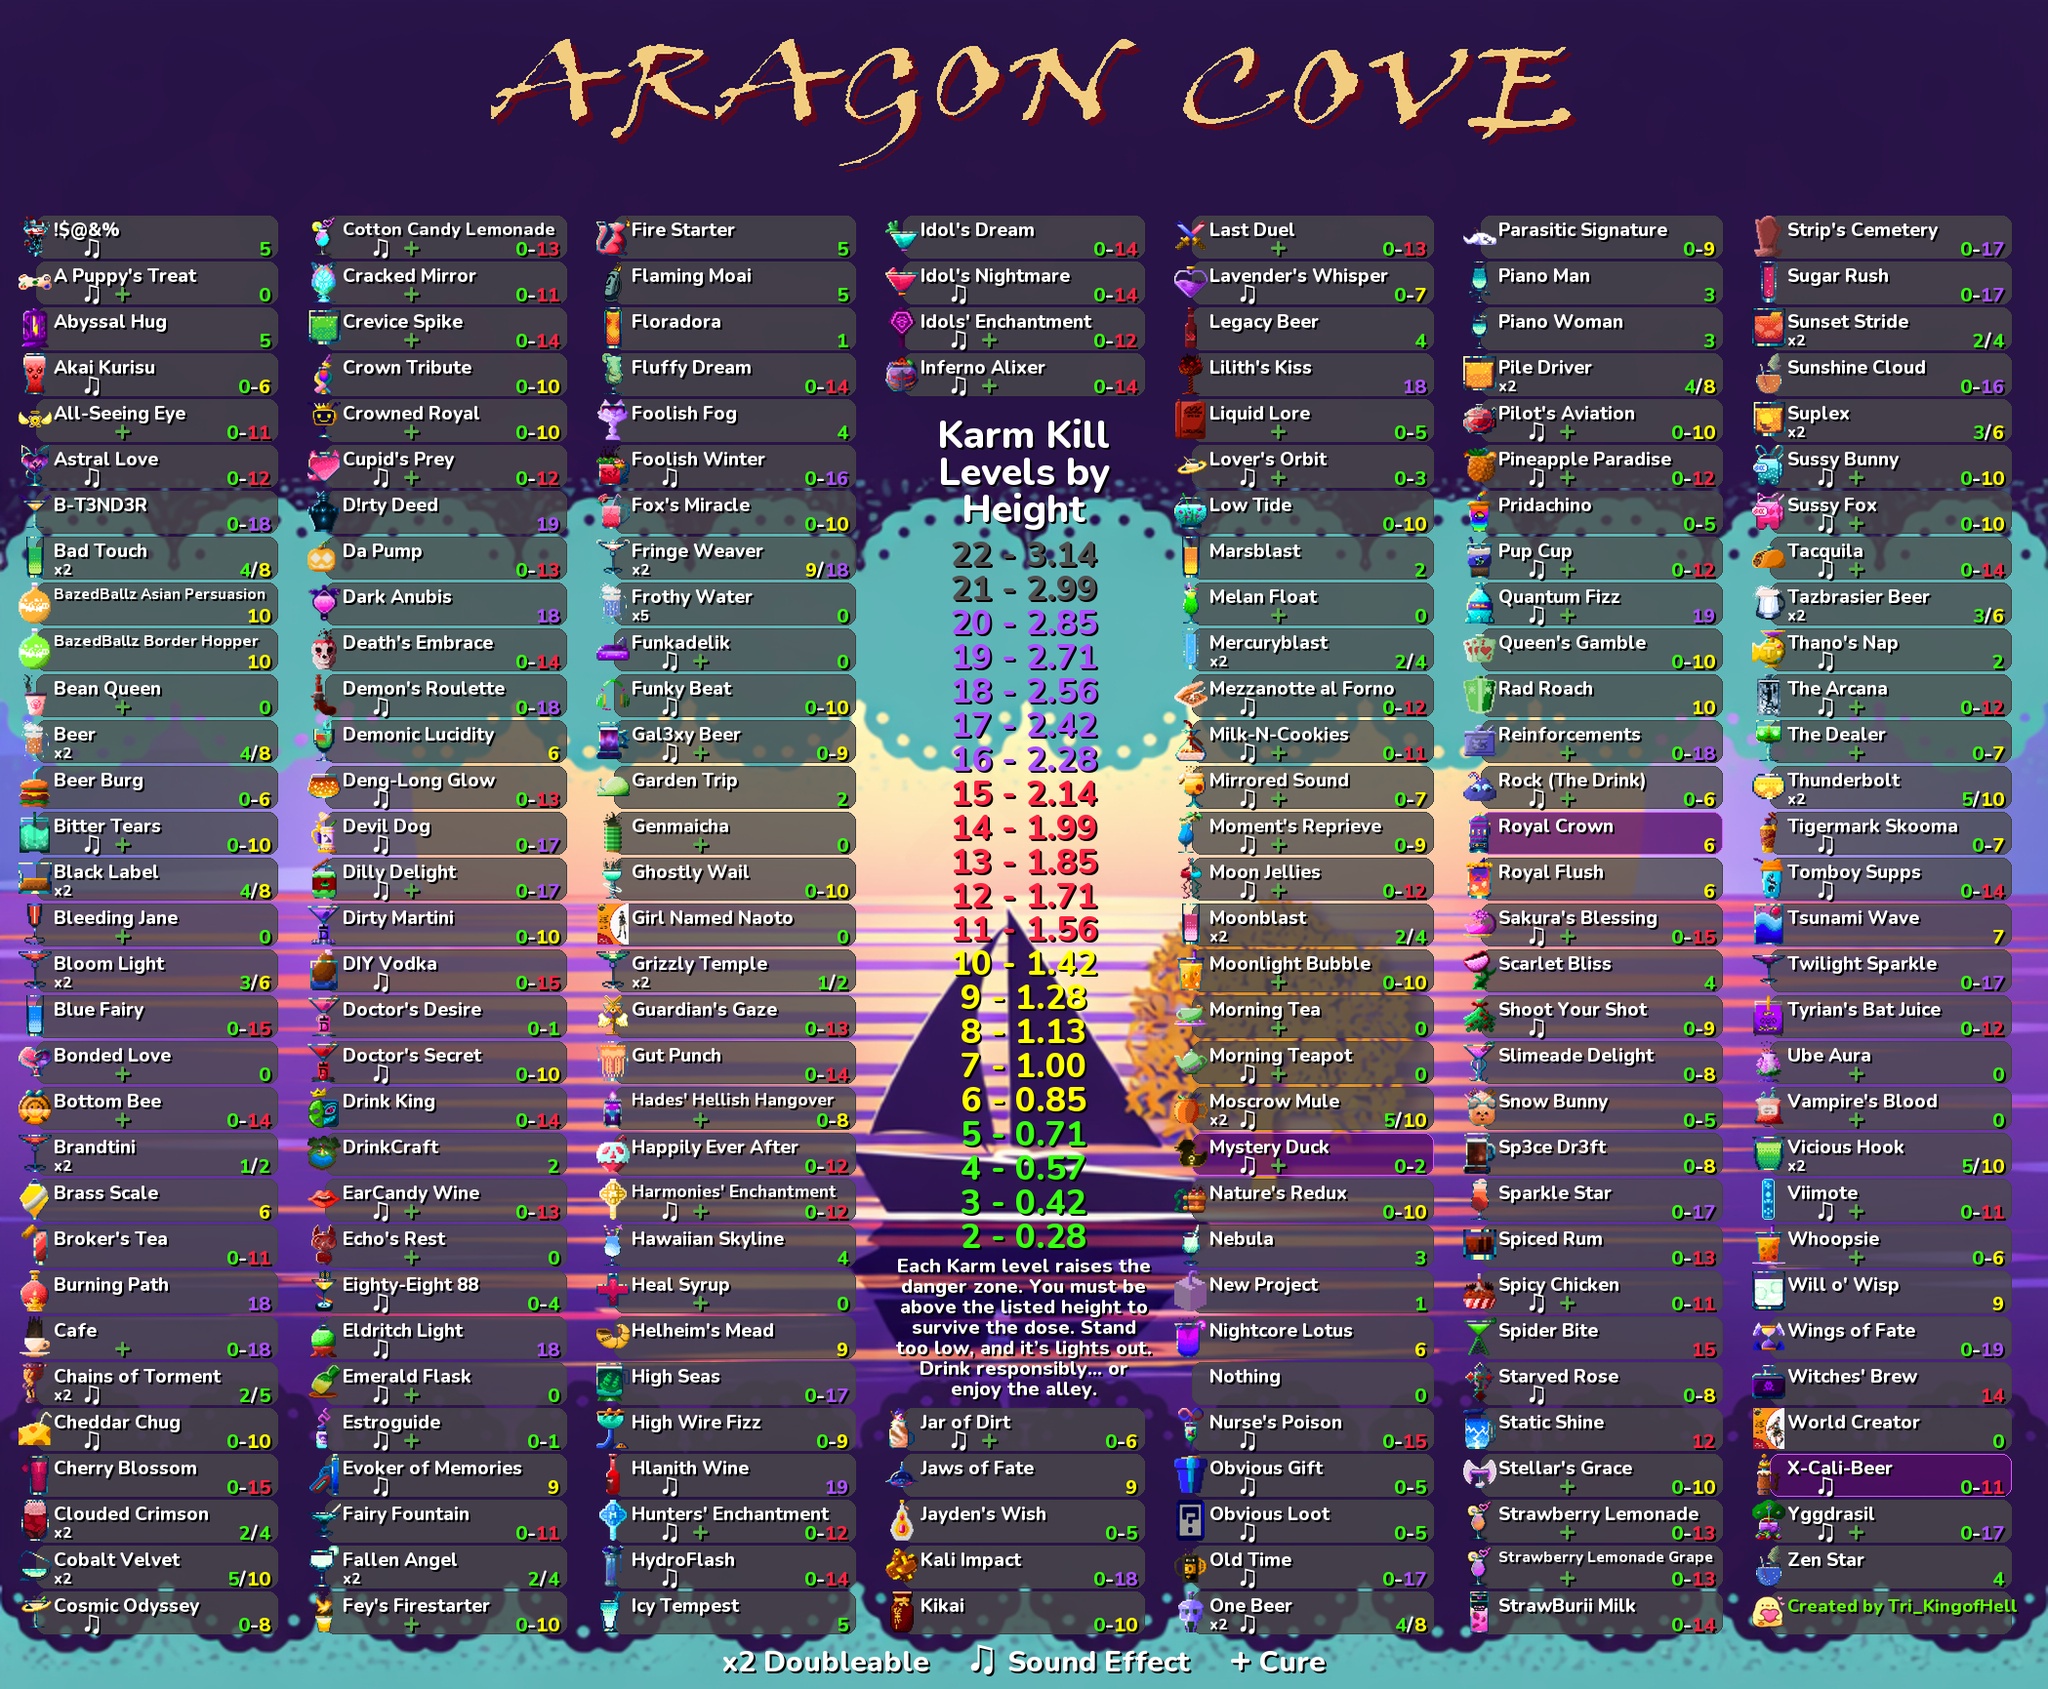 ARAGON COVE
!$@&%
♫ 5
A Puppy's Treat
♫ + 0
Abyssal Hug
5
Akai Kurisu
♫ 0-6
All-Seeing Eye
+ 0-11
Astral Love
♫ 0-12
B-T3ND3R
0-18
Bad Touch
x2 4/8
BazedBallz Asian Persuasion
10
BazedBallz Border Hopper
10
Bean Queen
+ 0
Beer
x2 4/8
Beer Burg
0-6
Bitter Tears
♫ + 0-10
Black Label
x2 4/8
Bleeding Jane
+ 0
Bloom Light
x2 3/6
Blue Fairy
0-15
Bonded Love
+ 0
Bottom Bee
+ 0-14
Brandtini
x2 1/2
Brass Scale
6
Broker's Tea
0-11
Burning Path
18
Cafe
+ 0-18
Chains of Torment
x2 ♫ 2/5
Cheddar Chug
♫ 0-10
Cherry Blossom
0-15
Clouded Crimson
x2 2/4
Cobalt Velvet
x2 5/10
Cosmic Odyssey
♫ 0-8
Cotton Candy Lemonade
♫ + 0-13
Cracked Mirror
+ 0-11
Crevice Spike
+ 0-14
Crown Tribute
0-10
Crowned Royal
+ 0-10
Cupid's Prey
♫ + 0-12
D!rty Deed
19
Da Pump
0-13
Dark Anubis
18
Death's Embrace
0-14
Demon's Roulette
♫ 0-18
Demonic Lucidity
6
Deng-Long Glow
♫ 0-13
Devil Dog
♫ 0-17
Dilly Delight
♫ + 0-17
Dirty Martini
0-10
DIY Vodka
♫ 0-15
Doctor's Desire
0-1
Doctor's Secret
♫ 0-10
Drink King
0-14
DrinkCraft
2
EarCandy Wine
♫ + 0-13
Echo's Rest
+ 0
Eighty-Eight 88
♫ 0-4
Eldritch Light
♫ 18
Emerald Flask
♫ + 0
Estroguide
♫ + 0-1
Evoker of Memories
♫ 9
Fairy Fountain
0-11
Fallen Angel
x2 2/4
Fey's Firestarter
+ 0-10
Fire Starter
5
Flaming Moai
5
Floradora
1
Fluffy Dream
0-14
Foolish Fog
4
Foolish Winter
♫ 0-16
Fox's Miracle
0-10
Fringe Weaver
x2 9/18
Frothy Water
x5 0
Funkadelik
♫ + 0
Funky Beat
♫ 0-10
Gal3xy Beer
♫ + 0-9
Garden Trip
2
Genmaicha
+ 0
Ghostly Wail
0-10
Girl Named Naoto
0
Grizzly Temple
x2 1/2
Guardian's Gaze
0-13
Gut Punch
0-14
Hades' Hellish Hangover
+ 0-8
Happily Ever After
0-12
Harmonies' Enchantment
♫ + 0-12
Hawaiian Skyline
4
Heal Syrup
+ 0
Helheim's Mead
9
High Seas
0-17
High Wire Fizz
0-9
Hlanith Wine
♫ 19
Hunters' Enchantment
♫ + 0-12
HydroFlash
♫ 0-14
Icy Tempest
5
Idol's Dream
0-14
Idol's Nightmare
♫ 0-14
Idols' Enchantment
♫ + 0-12
Inferno Alixer
♫ + 0-14
Karm Kill
Levels by
Height
22 - 3.14
21 - 2.99
20 - 2.85
19 - 2.71
18 - 2.56
17 - 2.42
16 - 2.28
15 - 2.14
14 - 1.99
13 - 1.85
12 - 1.71
11 - 1.56
10 - 1.42
9 - 1.28
8 - 1.13
7 - 1.00
6 - 0.85
5 - 0.71
4 - 0.57
3 - 0.42
2 - 0.28
Each Karm level raises the
danger zone. You must be
above the listed height to
survive the dose. Stand
too low, and it's lights out.
Drink responsibly... or
enjoy the alley.
Jar of Dirt
♫ + 0-6
Jaws of Fate
9
Jayden's Wish
0-5
Kali Impact
0-18
Kikai
0-10
Last Duel
+ 0-13
Lavender's Whisper
♫ 0-7
Legacy Beer
4
Lilith's Kiss
18
Liquid Lore
+ 0-5
Lover's Orbit
♫ + 0-3
Low Tide
0-10
Marsblast
2
Melan Float
+ 0
Mercuryblast
x2 2/4
Mezzanotte al Forno
♫ 0-12
Milk-N-Cookies
♫ + 0-11
Mirrored Sound
♫ + 0-7
Moment's Reprieve
♫ + 0-9
Moon Jellies
♫ + 0-12
Moonblast
x2 2/4
Moonlight Bubble
+ 0-10
Morning Tea
+ 0
Morning Teapot
♫ + 0
Moscrow Mule
x2 ♫ 5/10
Mystery Duck
♫ + 0-2
Nature's Redux
0-10
Nebula
3
New Project
1
Nightcore Lotus
6
Nothing
0
Nurse's Poison
♫ 0-15
Obvious Gift
♫ 0-5
Obvious Loot
♫ 0-5
Old Time
♫ 0-17
One Beer
x2 ♫ 4/8
Parasitic Signature
0-9
Piano Man
3
Piano Woman
3
Pile Driver
x2 4/8
Pilot's Aviation
♫ + 0-10
Pineapple Paradise
♫ + 0-12
Pridachino
0-5
Pup Cup
♫ + 0-12
Quantum Fizz
♫ + 19
Queen's Gamble
0-10
Rad Roach
10
Reinforcements
+ 0-18
Rock (The Drink)
♫ + 0-6
Royal Crown
6
Royal Flush
6
Sakura's Blessing
♫ + 0-15
Scarlet Bliss
4
Shoot Your Shot
♫ 0-9
Slimeade Delight
0-8
Snow Bunny
0-5
Sp3ce Dr3ft
0-8
Sparkle Star
0-17
Spiced Rum
0-13
Spicy Chicken
♫ + 0-11
Spider Bite
15
Starved Rose
♫ 0-8
Static Shine
12
Stellar's Grace
+ 0-10
Strawberry Lemonade
+ 0-13
Strawberry Lemonade Grape
+ 0-13
StrawBurii Milk
0-14
Strip's Cemetery
0-17
Sugar Rush
0-17
Sunset Stride
x2 2/4
Sunshine Cloud
0-16
Suplex
x2 3/6
Sussy Bunny
♫ + 0-10
Sussy Fox
♫ + 0-10
Tacquila
♫ + 0-14
Tazbrasier Beer
x2 3/6
Thano's Nap
♫ 2
The Arcana
♫ + 0-12
The Dealer
+ 0-7
Thunderbolt
x2 5/10
Tigermark Skooma
♫ 0-7
Tomboy Supps
♫ 0-14
Tsunami Wave
7
Twilight Sparkle
0-17
Tyrian's Bat Juice
0-12
Ube Aura
+ 0
Vampire's Blood
+ 0
Vicious Hook
x2 5/10
Viimote
♫ + 0-11
Whoopsie
+ 0-6
Will o' Wisp
9
Wings of Fate
0-19
Witches' Brew
14
World Creator
0
X-Cali-Beer
♫ 0-11
Yggdrasil
♫ + 0-17
Zen Star
4
Created by Tri_KingofHell
x2 Doubleable ♫ Sound Effect + Cure